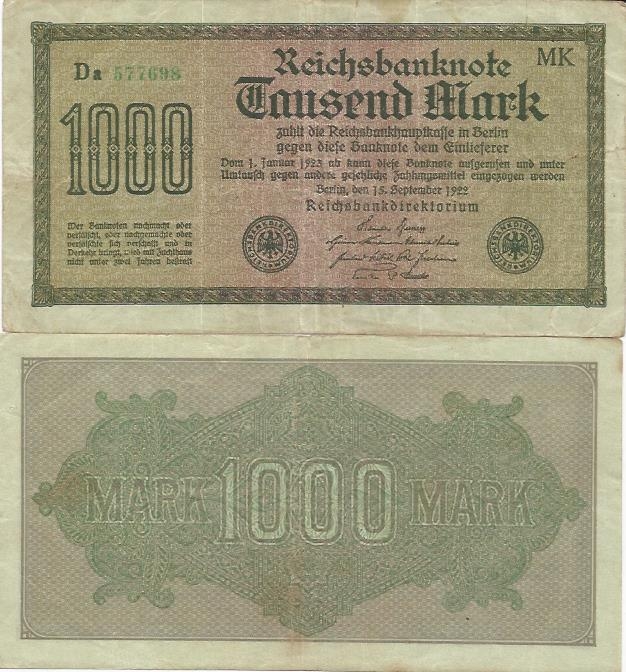 Da 577698
MK
1000
Reichsbanknote
Tausend Mark
zahlt die Reichsbankhauptkasse in Berlin
gegen diese Banknote dem Einlieferer
Vom 1. Januar 1923 ab kann diese Banknote aufgerufen und unter
Umtausch gegen andere gesetzliche Zahlungsmittel eingezogen werden
Berlin, den 15. September 1922
Reichsbankdirektorium
Wer Banknoten nachmacht oder
verfälscht, oder nachgemachte oder
verfälschte sich verschafft und in
Verkehr bringt, wird mit Zuchthaus
nicht unter zwei Jahren bestraft
REICHSBANKDIREKTORIUM
REICHSBANKDIREKTORIUM
MARK 1000 MARK